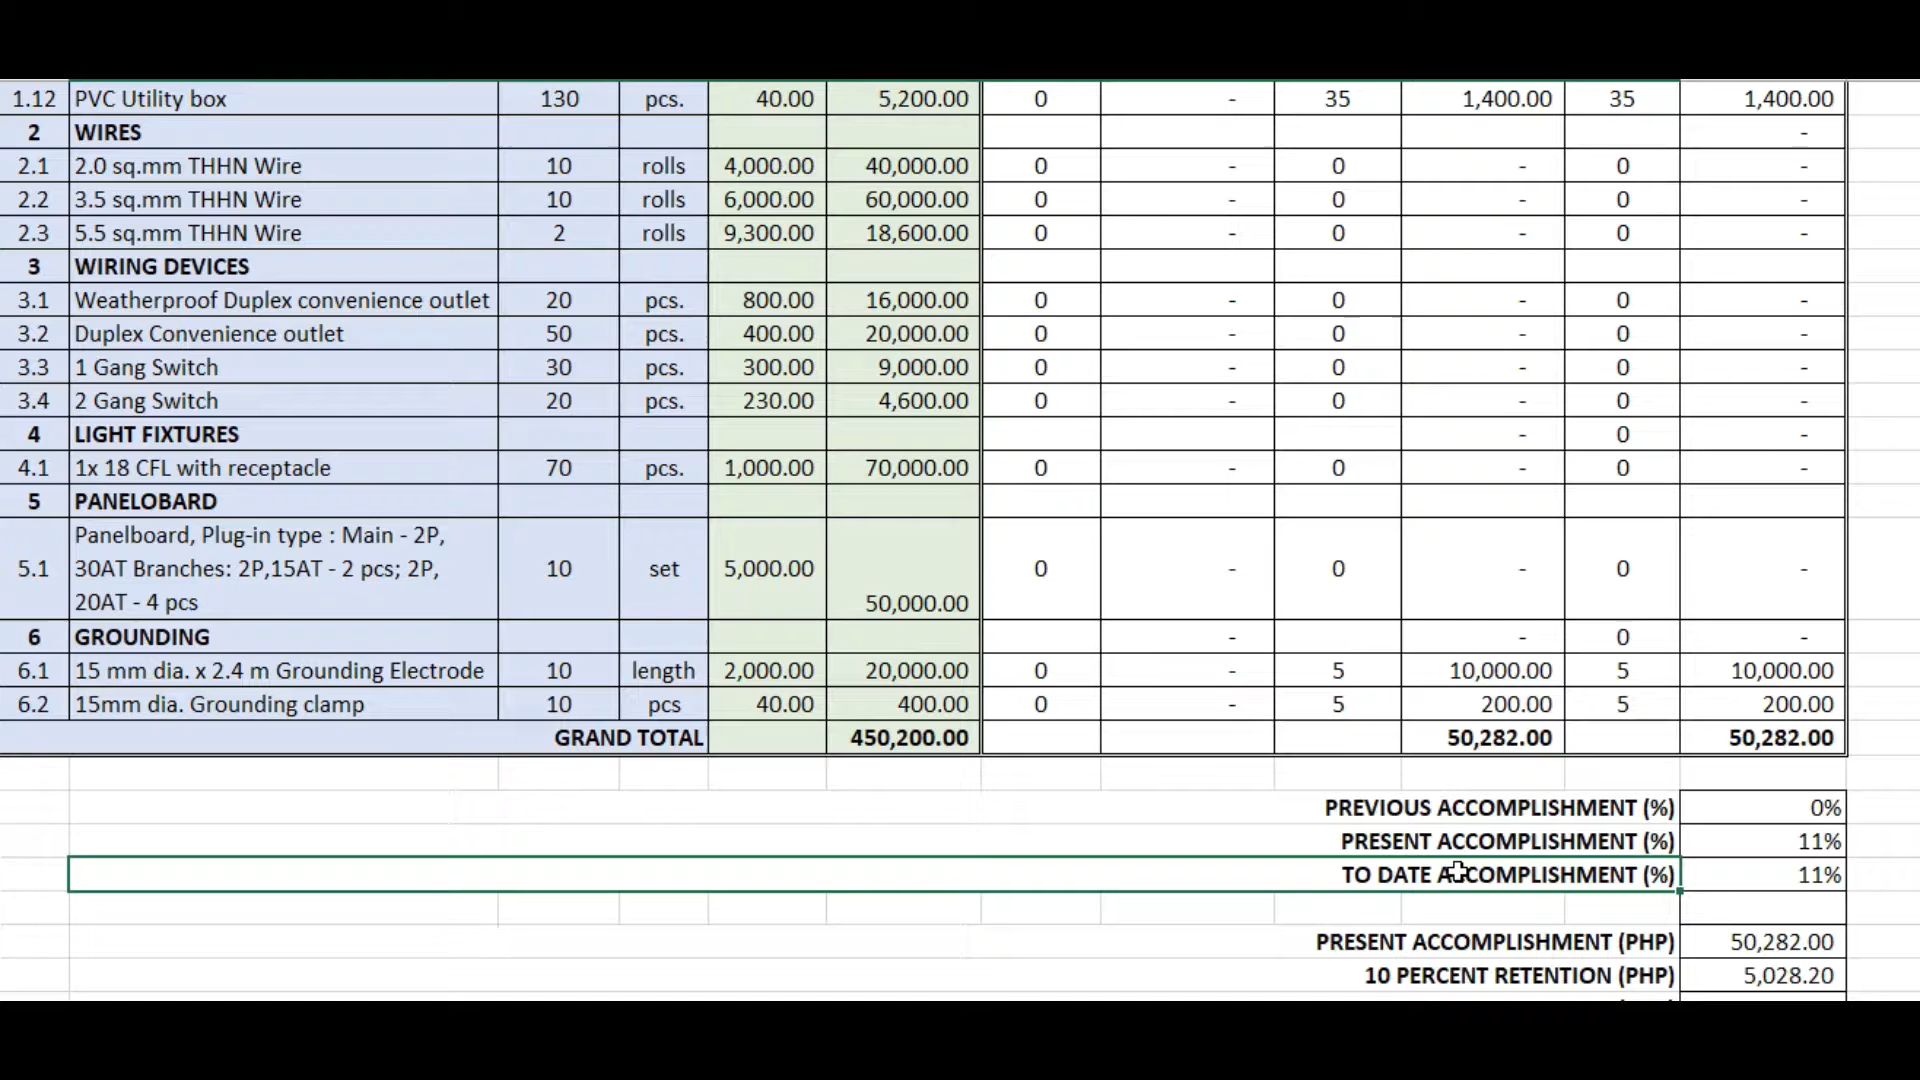 1.12 PVC Utility box 130 pcs. 40.00 5,200.00 0 - 35 1,400.00 35 1,400.00
2 WIRES -
2.1 2.0 sq.mm THHN Wire 10 rolls 4,000.00 40,000.00 0 - 0 - 0 -
2.2 3.5 sq.mm THHN Wire 10 rolls 6,000.00 60,000.00 0 - 0 - 0 -
2.3 5.5 sq.mm THHN Wire 2 rolls 9,300.00 18,600.00 0 - 0 - 0 -
3 WIRING DEVICES
3.1 Weatherproof Duplex convenience outlet 20 pcs. 800.00 16,000.00 0 - 0 - 0 -
3.2 Duplex Convenience outlet 50 pcs. 400.00 20,000.00 0 - 0 - 0 -
3.3 1 Gang Switch 30 pcs. 300.00 9,000.00 0 - 0 - 0 -
3.4 2 Gang Switch 20 pcs. 230.00 4,600.00 0 - 0 - 0 -
4 LIGHT FIXTURES - 0 -
4.1 1x 18 CFL with receptacle 70 pcs. 1,000.00 70,000.00 0 - 0 - 0 -
5 PANELOBARD
Panelboard, Plug-in type : Main - 2P,
5.1 30AT Branches: 2P,15AT - 2 pcs; 2P, 10 set 5,000.00 0 - 0 - 0 -
20AT - 4 pcs 50,000.00
6 GROUNDING - - 0 -
6.1 15 mm dia. x 2.4 m Grounding Electrode 10 length 2,000.00 20,000.00 0 - 5 10,000.00 5 10,000.00
6.2 15mm dia. Grounding clamp 10 pcs 40.00 400.00 0 - 5 200.00 5 200.00
GRAND TOTAL 450,200.00 50,282.00 50,282.00
PREVIOUS ACCOMPLISHMENT (%) 0%
PRESENT ACCOMPLISHMENT (%) 11%
TO DATE ACCOMPLISHMENT (%) 11%
PRESENT ACCOMPLISHMENT (PHP) 50,282.00
10 PERCENT RETENTION (PHP) 5,028.20